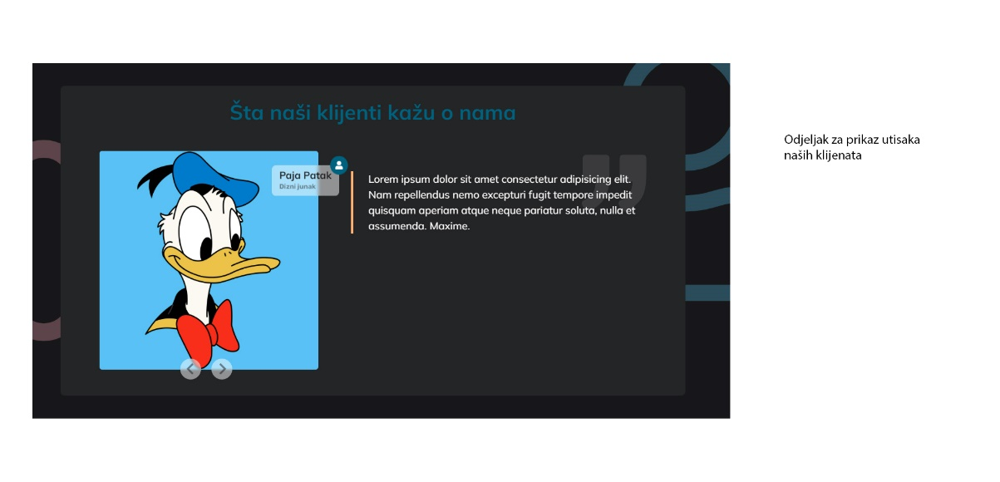 Šta naši klijenti kažu o nama
Paja Patak
Dizni junak
Lorem ipsum dolor sit amet consectetur adipisicing elit.
Nam repellendus nemo excepturi fugit tempore impedit
quisquam aperiam atque neque pariatur soluta, nulla et
assumenda. Maxime.
Odjeljak za prikaz utisaka
naših klijenata